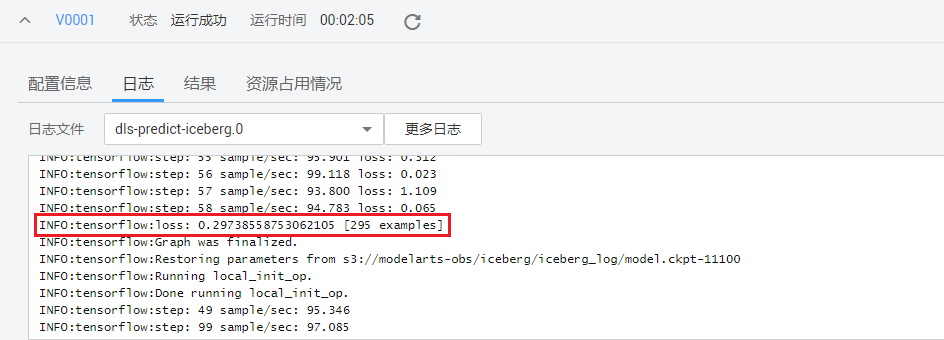 V0001 状态 运行成功 运行时间 00:02:05
配置信息 日志 结果 资源占用情况
日志文件 dls-predict-iceberg.0 更多日志
INFO:tensorflow:step: 55 sample/sec: 95.901 loss: 0.312
INFO:tensorflow:step: 56 sample/sec: 99.118 loss: 0.023
INFO:tensorflow:step: 57 sample/sec: 93.800 loss: 1.109
INFO:tensorflow:step: 58 sample/sec: 94.783 loss: 0.065
INFO:tensorflow:loss: 0.29738558753062105 [295 examples]
INFO:tensorflow:Graph was finalized.
INFO:tensorflow:Restoring parameters from s3://modelarts-obs/iceberg/iceberg_log/model.ckpt-11100
INFO:tensorflow:Running local_init_op.
INFO:tensorflow:Done running local_init_op.
INFO:tensorflow:step: 49 sample/sec: 95.346
INFO:tensorflow:step: 99 sample/sec: 97.085